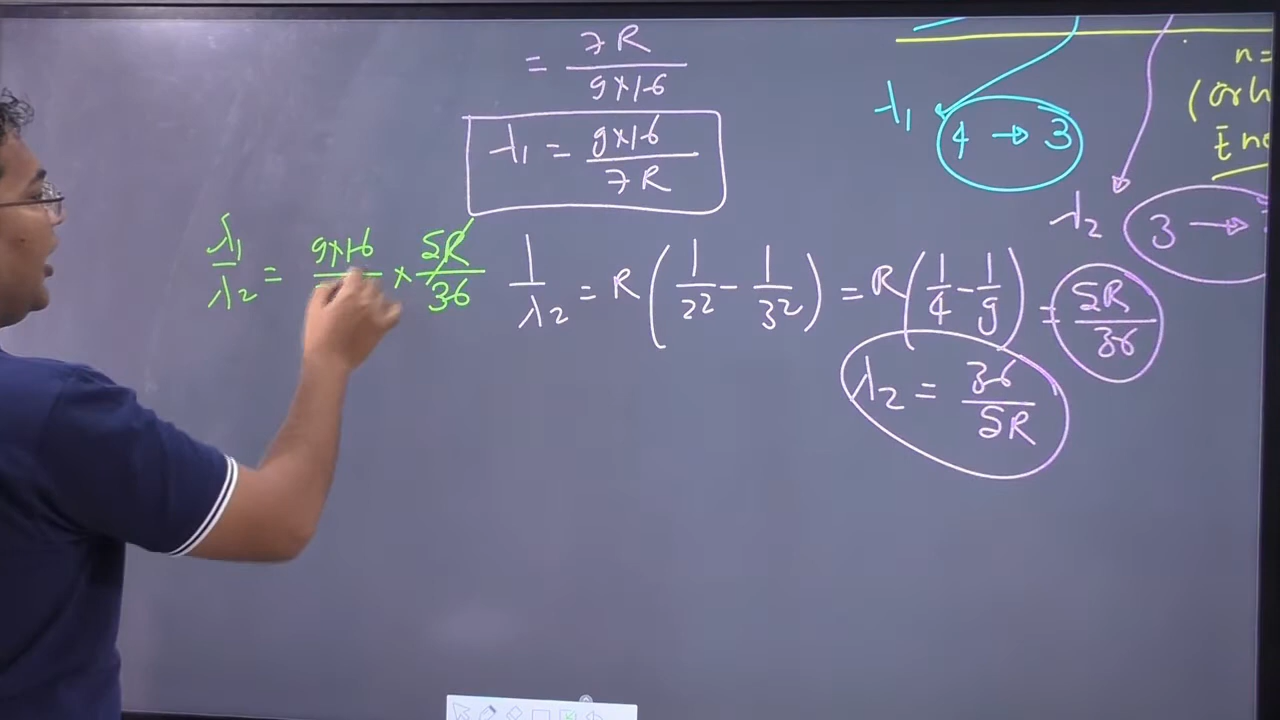 = 7R / 9×16
λ1 = 9×16 / 7R
λ1
4 → 3
n=
(Orb
Ene
λ2
3 →
λ1 / λ2 = 9×16 / × 5R / 36
1 / λ2 = R (1 / 2² − 1 / 3²) = R (1 / 4 − 1 / 9) = 5R / 36
λ2 = 36 / 5R